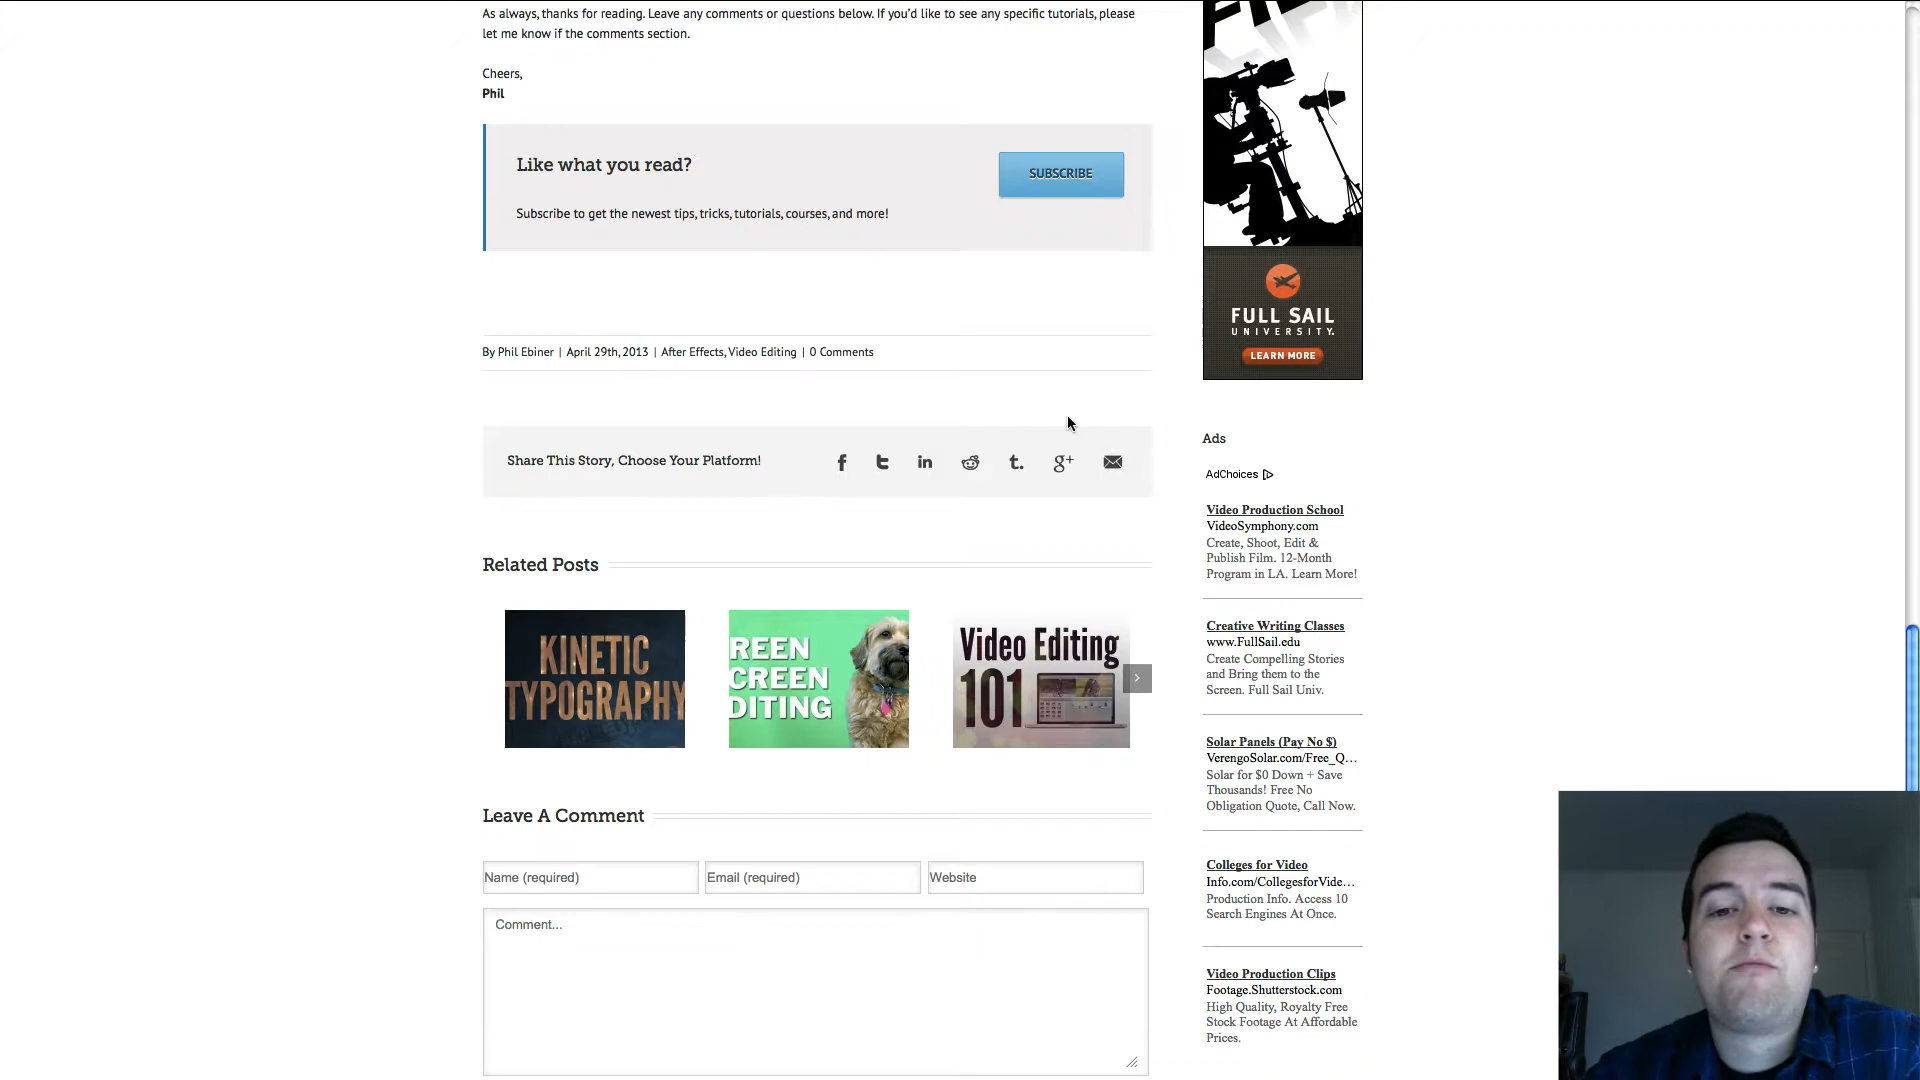 As always, thanks for reading. Leave any comments or questions below. If you'd like to see any specific tutorials, please
let me know if the comments section.
Cheers,
Phil
Like what you read?
SUBSCRIBE
Subscribe to get the newest tips, tricks, tutorials, courses, and more!
By Phil Ebiner | April 29th, 2013 | After Effects, Video Editing | 0 Comments
Share This Story, Choose Your Platform!
Related Posts
KINETIC
TYPOGRAPHY
REEN
CREEN
DITING
Video Editing
101
Leave A Comment
Name (required)
Email (required)
Website
Comment...
FULL SAIL
UNIVERSITY.
LEARN MORE
Ads
AdChoices
Video Production School
VideoSymphony.com
Create, Shoot, Edit &
Publish Film. 12-Month
Program in LA. Learn More!
Creative Writing Classes
www.FullSail.edu
Create Compelling Stories
and Bring them to the
Screen. Full Sail Univ.
Solar Panels (Pay No $)
VerengoSolar.com/Free_Q...
Solar for $0 Down + Save
Thousands! Free No
Obligation Quote, Call Now.
Colleges for Video
Info.com/CollegesforVide...
Production Info. Access 10
Search Engines At Once.
Video Production Clips
Footage.Shutterstock.com
High Quality, Royalty Free
Stock Footage At Affordable
Prices.